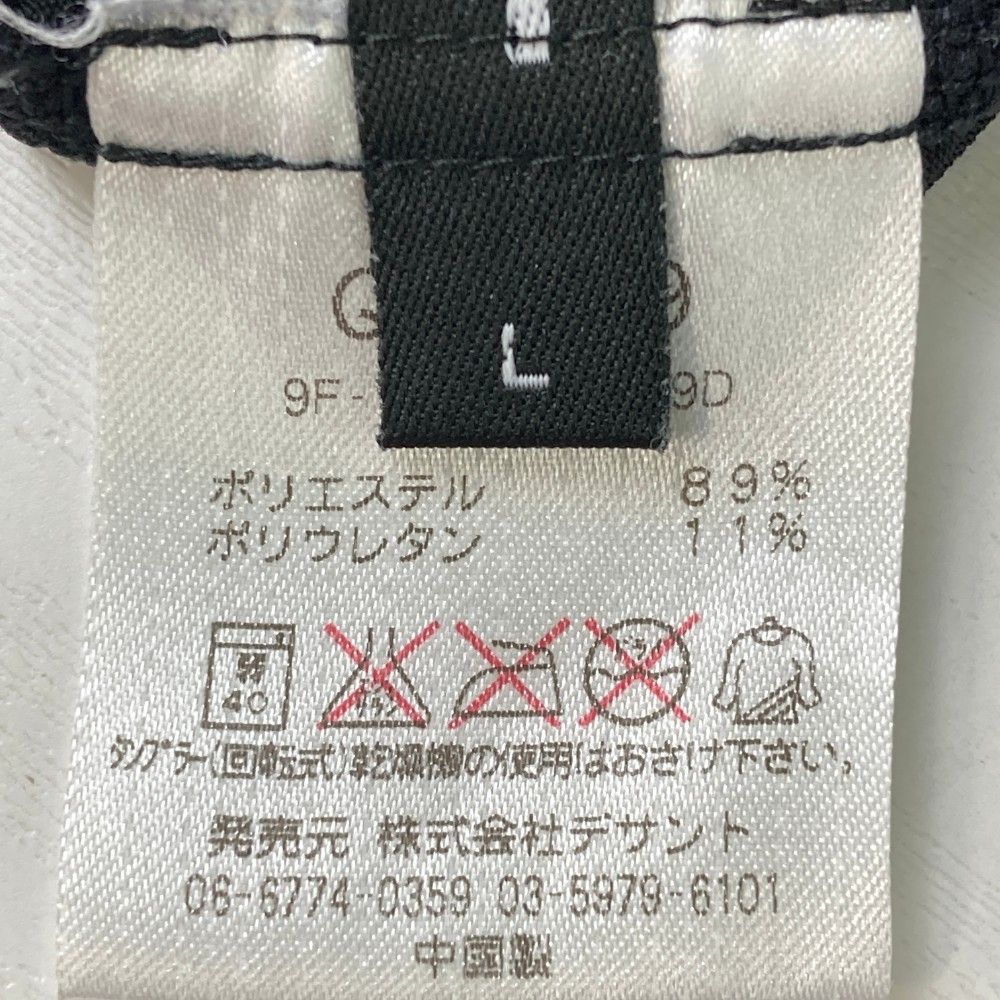 L
9F-
9D
ポリエステル 89%
ポリウレタン 11%
弱
40
タンブラー(回転式)乾燥機の使用はおさけ下さい。
発売元 株式会社デサント
06-6774-0359 03-5979-6101
中国製